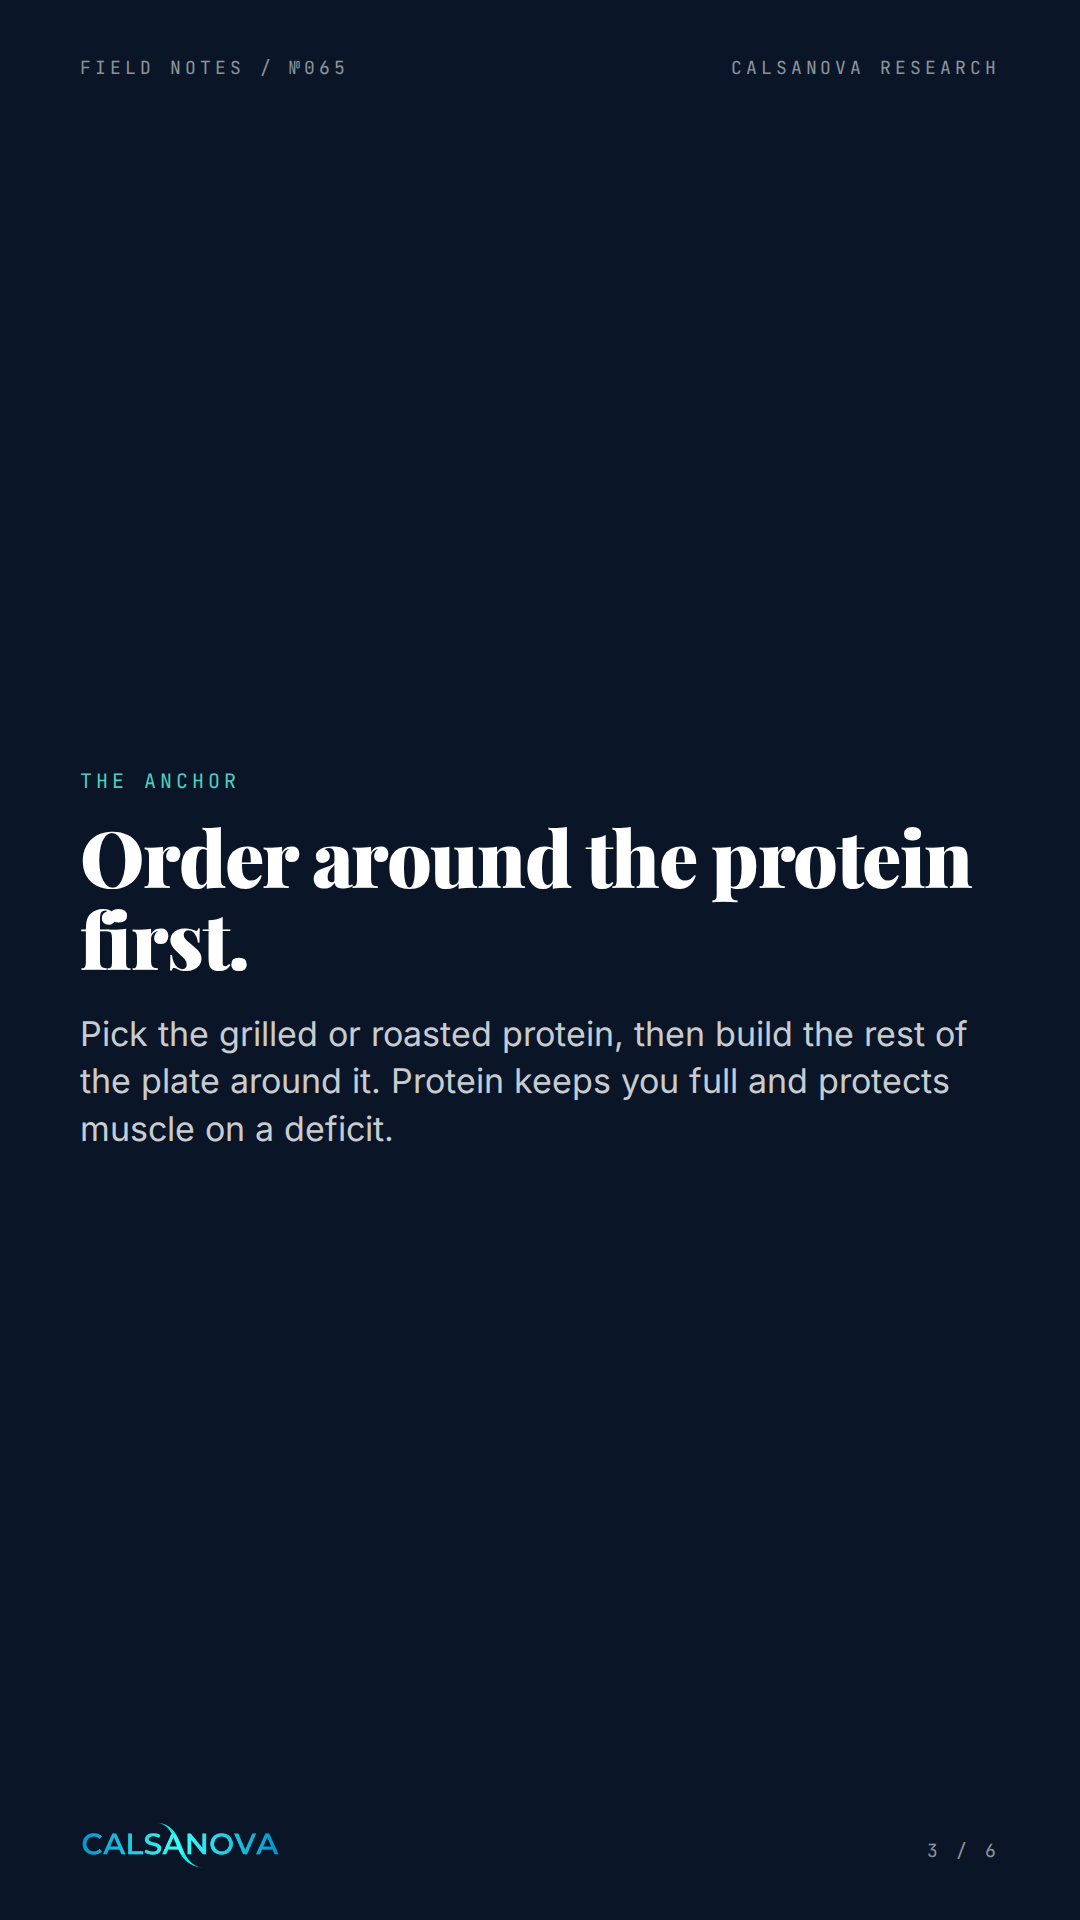 FIELD NOTES / №065
CALSANOVA RESEARCH
THE ANCHOR
Order around the protein
first.
Pick the grilled or roasted protein, then build the rest of
the plate around it. Protein keeps you full and protects
muscle on a deficit.
CALSANOVA
3 / 6